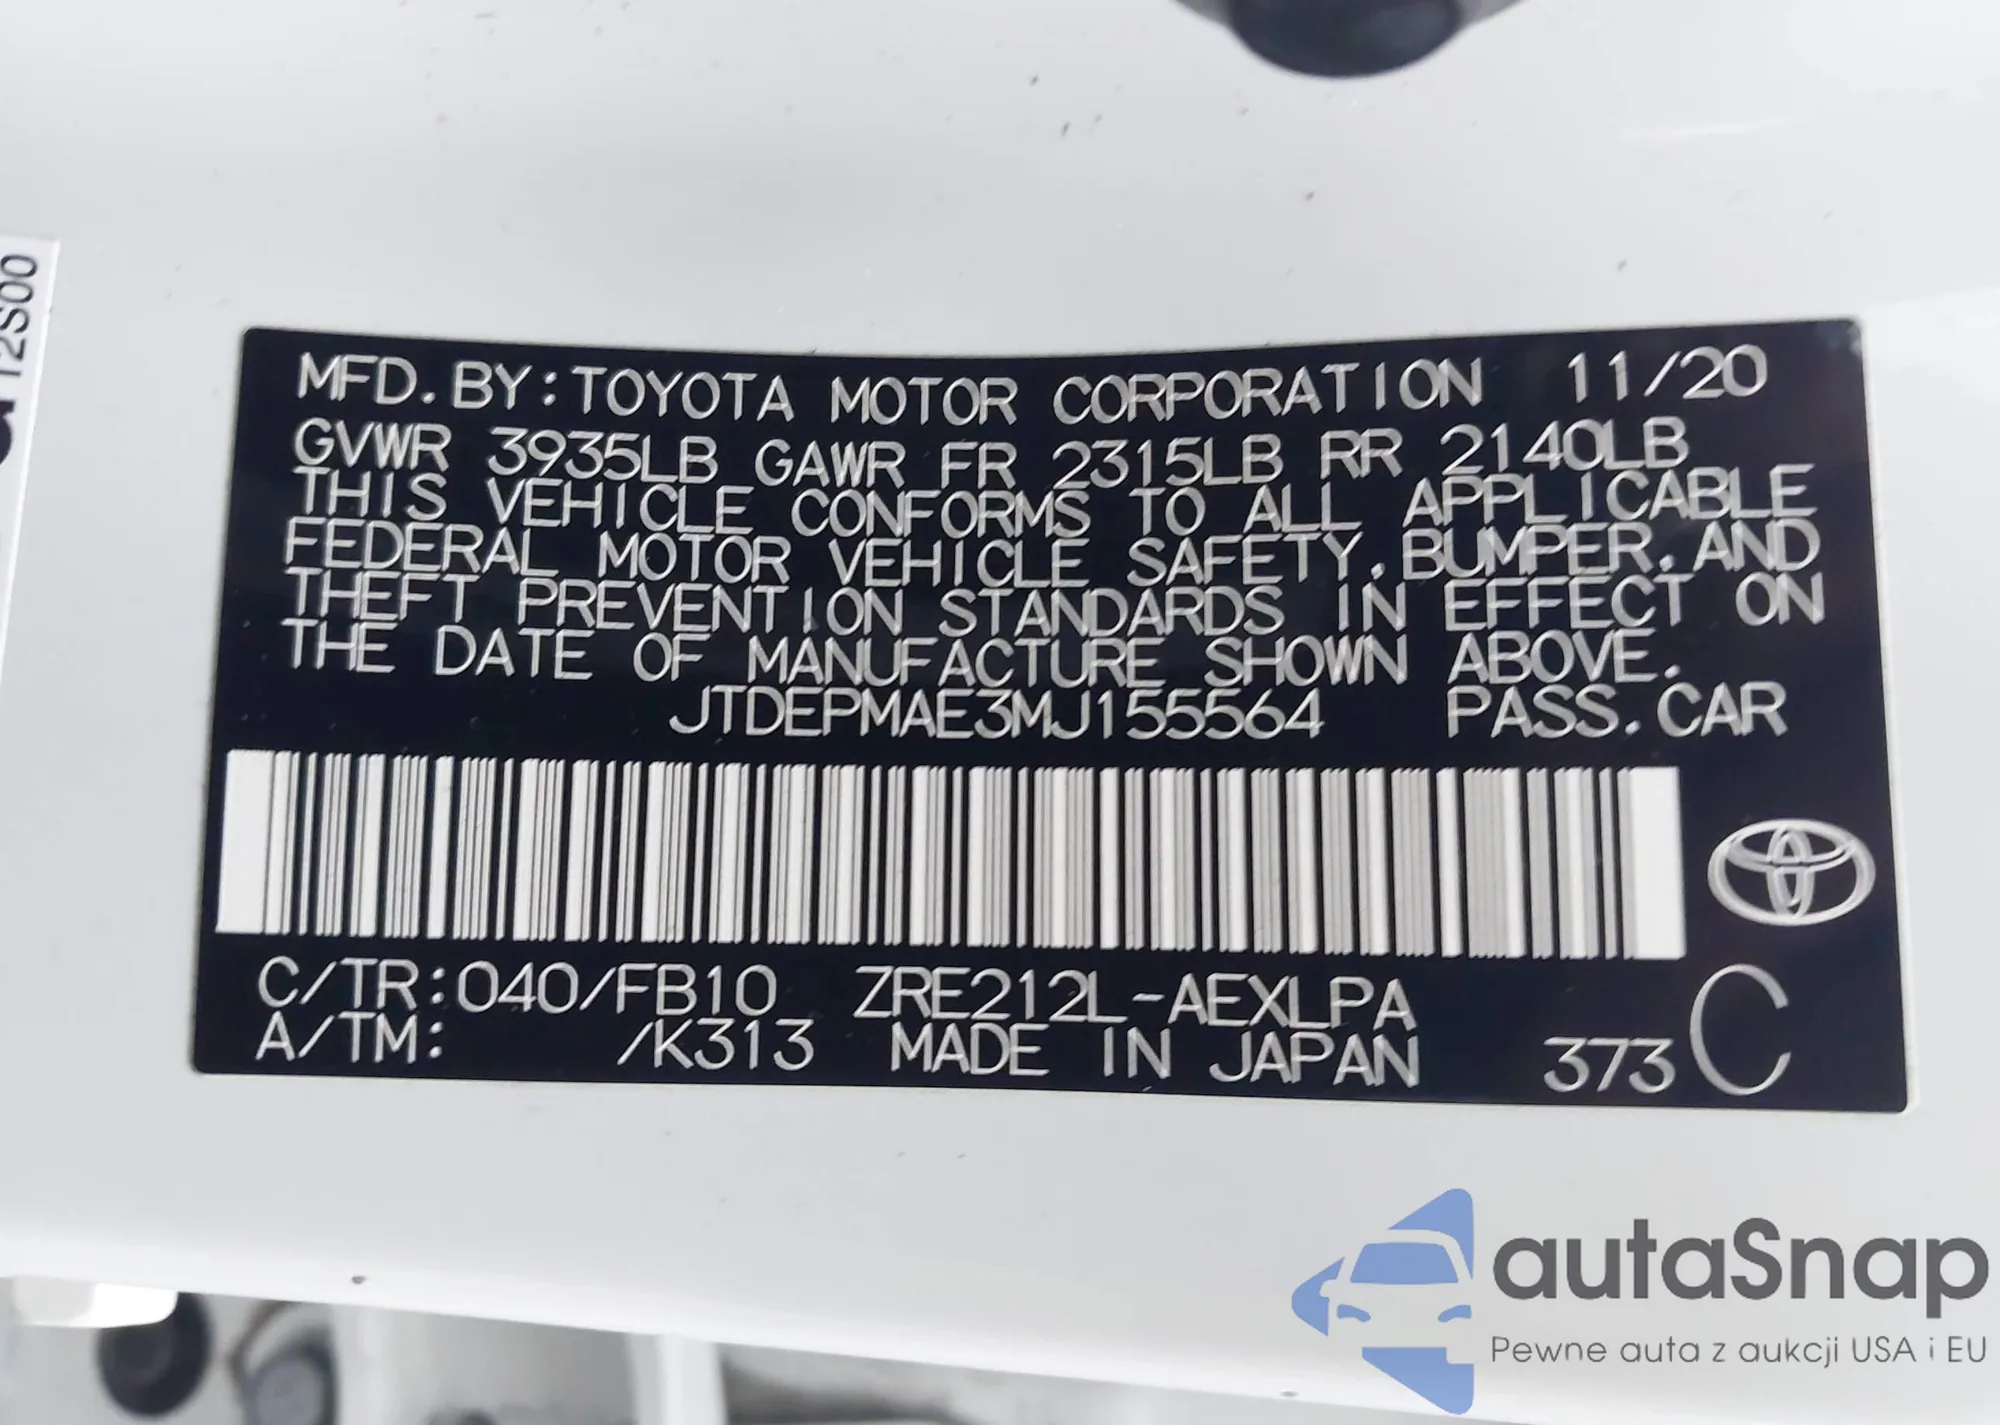 12S00
MFD. BY: TOYOTA MOTOR CORPORATION 11/20
GVWR 3935LB GAWR FR 2315LB RR 2140LB
THIS VEHICLE CONFORMS TO ALL APPLICABLE
FEDERAL MOTOR VEHICLE SAFETY, BUMPER, AND
THEFT PREVENTION STANDARDS IN EFFECT ON
THE DATE OF MANUFACTURE SHOWN ABOVE.
JTDEPMAE3MJ155564 PASS. CAR
C/TR: 040/FB10 ZRE212L-AEXLPA
A/TM: /K313 MADE IN JAPAN 373 C
autaSnap
Pewne auta z aukcji USA i EU